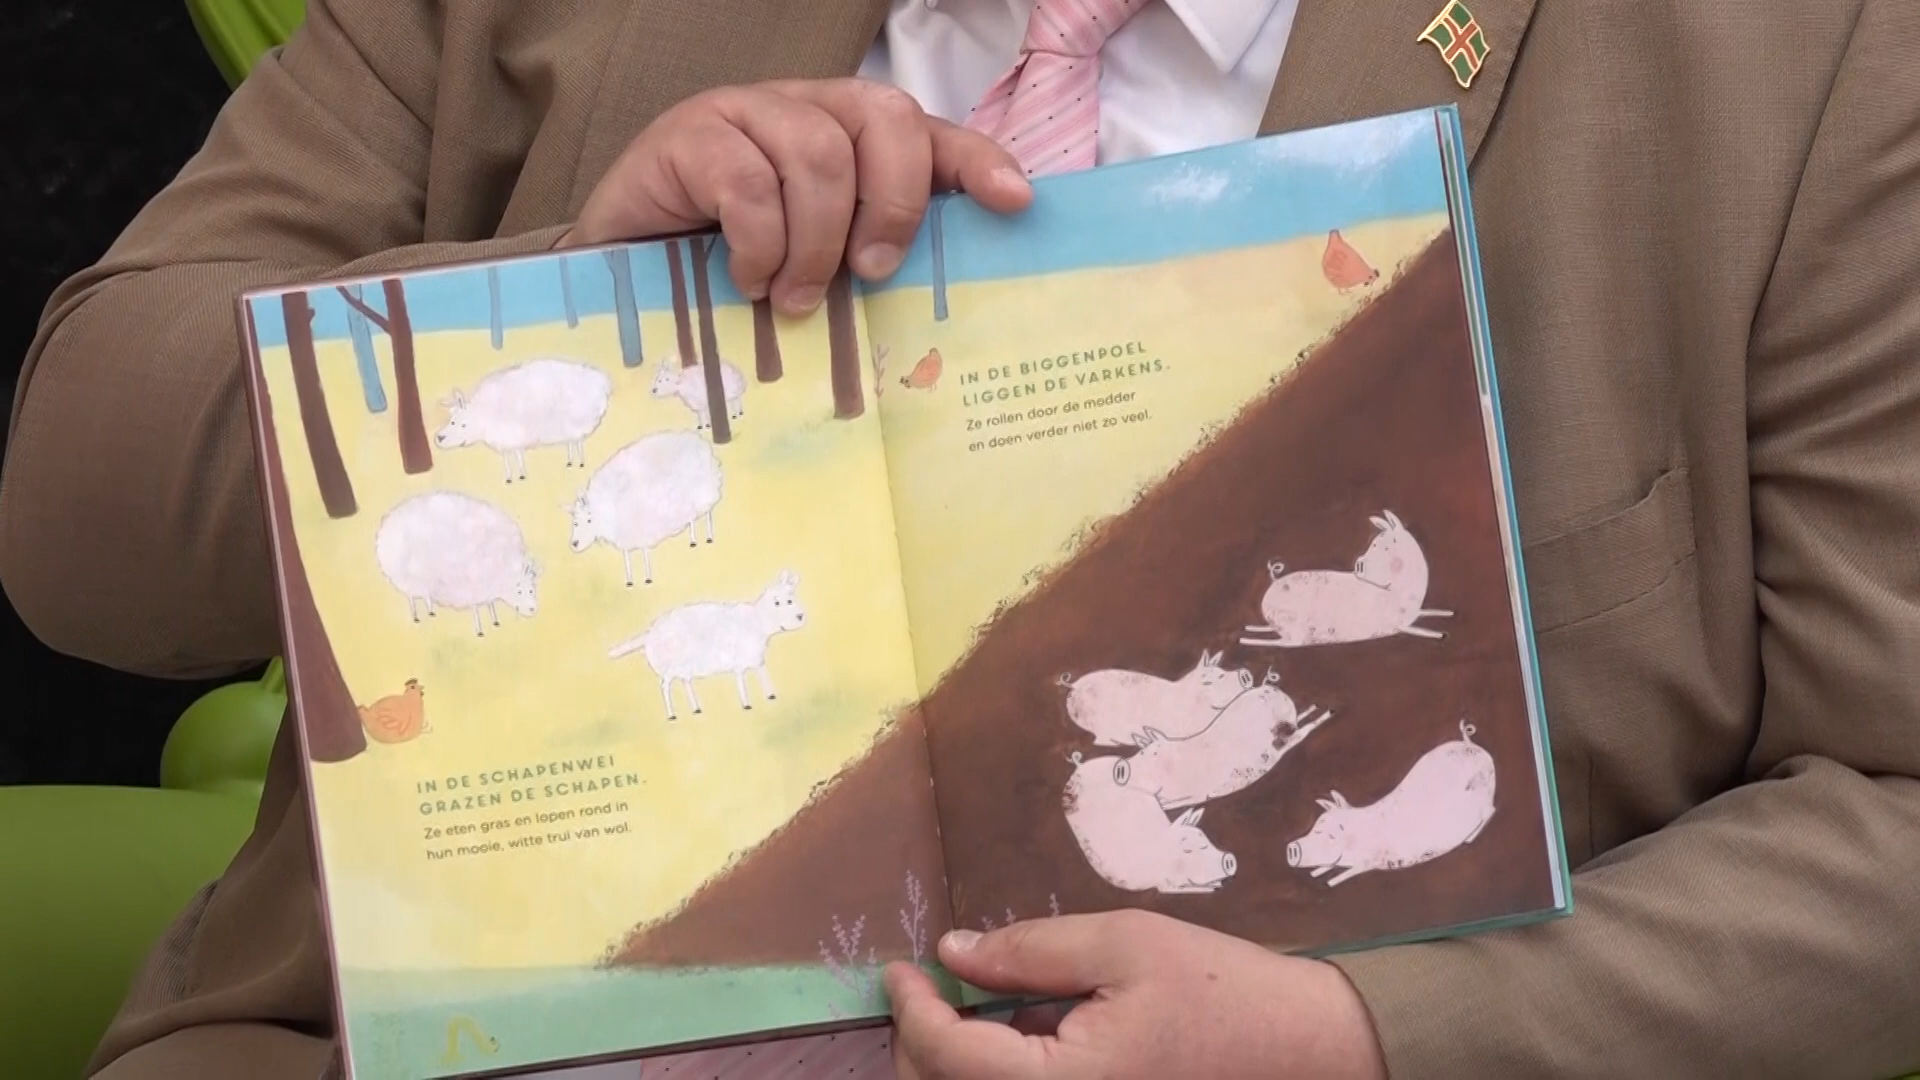 IN DE SCHAPENWEI
GRAZEN DE SCHAPEN.
Ze eten gras en lopen rond in
hun mooie, witte trui van wol.
IN DE BIGGENPOEL
LIGGEN DE VARKENS.
Ze rollen door de modder
en doen verder niet zo veel.